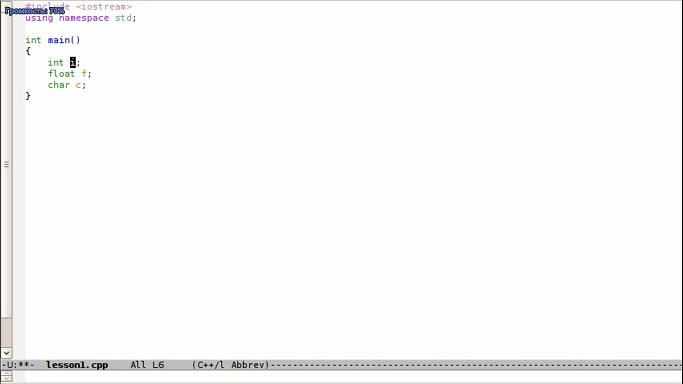 #include <iostream>
Громкость: 70%
using namespace std;
int main()
{
int i;
float f;
char c;
}
-U:**- lesson1.cpp All L6 (C++/l Abbrev)